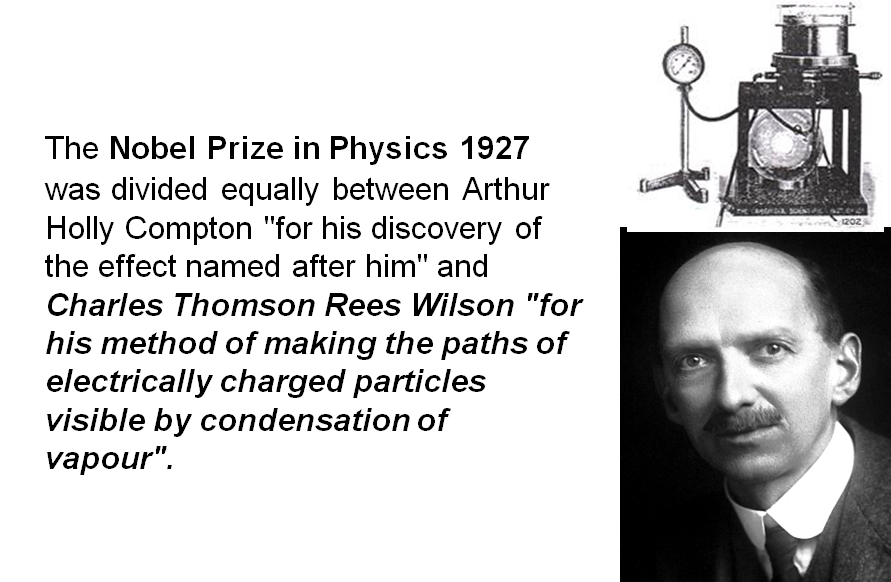 The Nobel Prize in Physics 1927
was divided equally between Arthur
Holly Compton "for his discovery of
the effect named after him" and
Charles Thomson Rees Wilson "for
his method of making the paths of
electrically charged particles
visible by condensation of
vapour".
1202